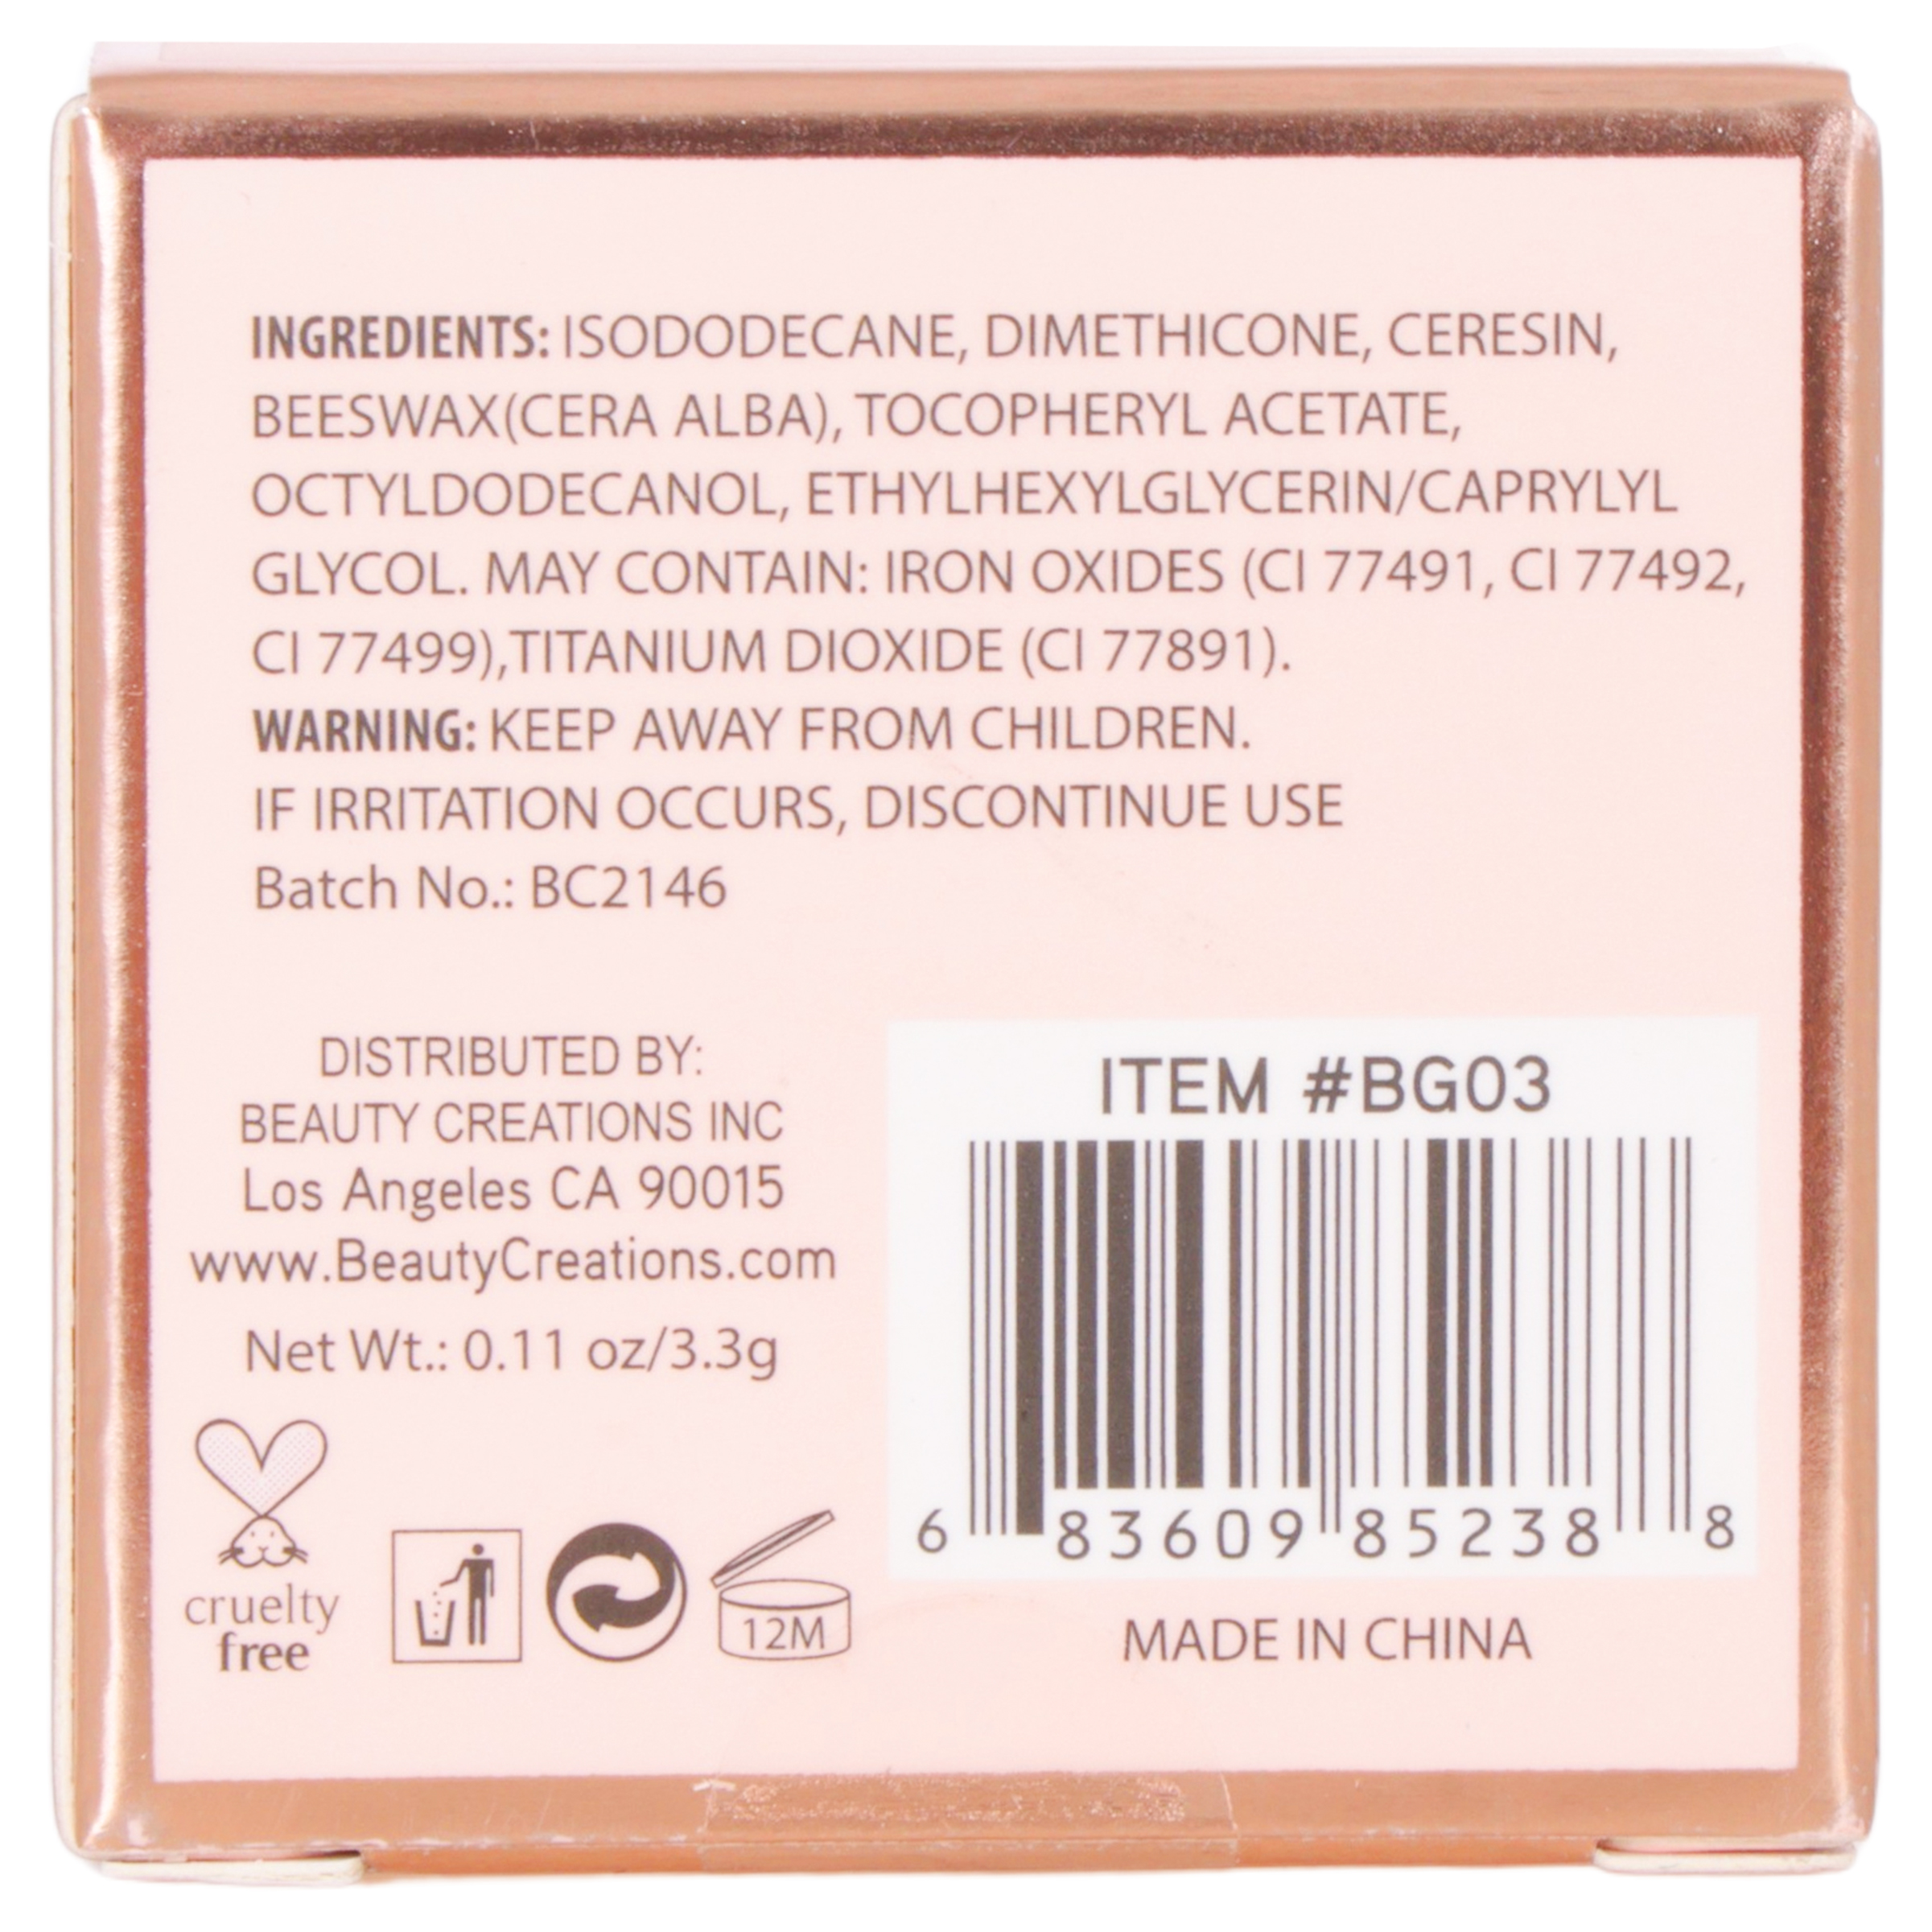 INGREDIENTS: ISODODECANE, DIMETHICONE, CERESIN,
BEESWAX(CERA ALBA), TOCOPHERYL ACETATE,
OCTYLDODECANOL, ETHYLHEXYLGLYCERIN/CAPRYLYL
GLYCOL. MAY CONTAIN: IRON OXIDES (CI 77491, CI 77492,
CI 77499),TITANIUM DIOXIDE (CI 77891).
WARNING: KEEP AWAY FROM CHILDREN.
IF IRRITATION OCCURS, DISCONTINUE USE
Batch No.: BC2146
DISTRIBUTED BY:
BEAUTY CREATIONS INC
Los Angeles CA 90015
www.BeautyCreations.com
Net Wt.: 0.11 oz/3.3g
cruelty
free
12M
ITEM #BG03
6 83609 85238 8
MADE IN CHINA